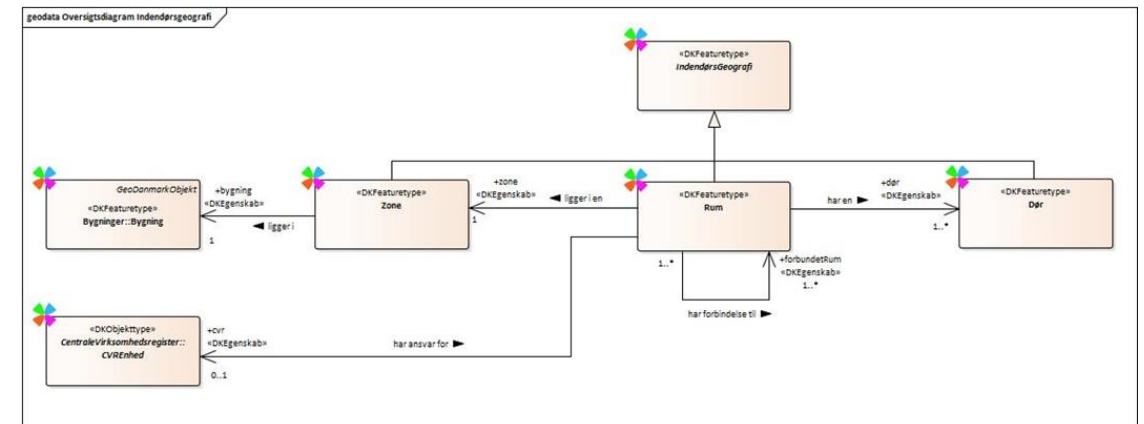 geodata Oversigtsdiagram Indendørsgeografi
«DKFeaturetype»
IndendørsGeografi
GeoDanmarkObjekt
«DKFeaturetype»
Bygninger::Bygning
+bygning
«DKEgenskab»
◄ ligger i
1
«DKFeaturetype»
Zone
+zone
«DKEgenskab»
◄ ligger i en
1
«DKFeaturetype»
Rum
har en ►
+dør
«DKEgenskab»
1..*
«DKFeaturetype»
Dør
1..*
+forbundetRum
«DKEgenskab»
1..*
har forbindelse til ►
«DKObjekttype»
CentraleVirksomhedsregister::
CVREnhed
+cvr
«DKEgenskab»
0..1
har ansvar for ►